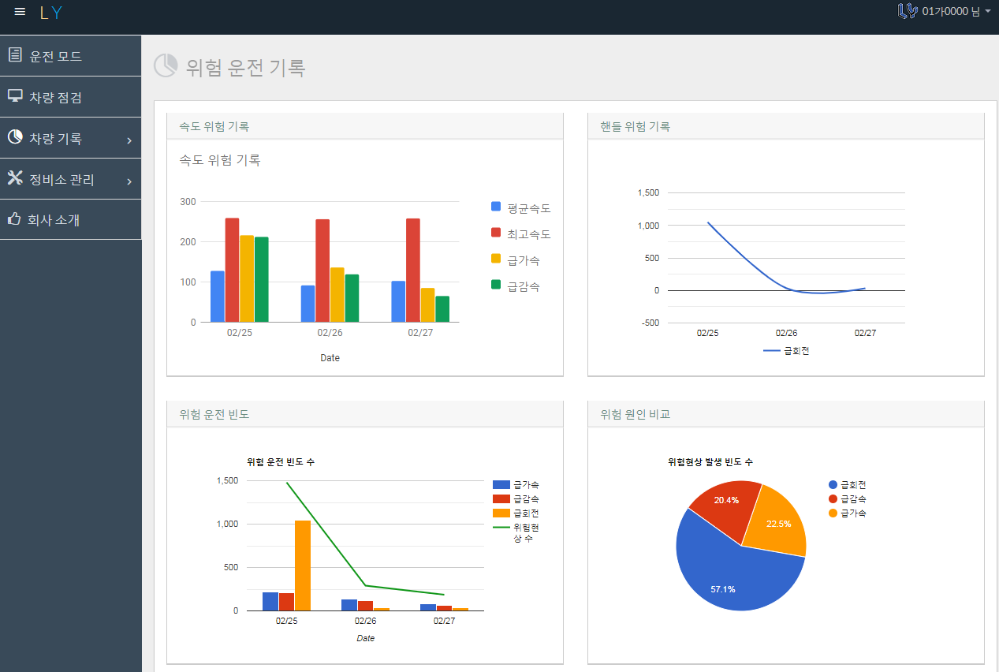 LY
LY 01가0000 님
운전 모드
차량 점검
차량 기록
정비소 관리
회사 소개
위험 운전 기록
속도 위험 기록
속도 위험 기록
300
200
100
0
02/25 02/26 02/27
Date
평균속도
최고속도
급가속
급감속
핸들 위험 기록
1,500
1,000
500
0
-500
02/25 02/26 02/27
급회전
위험 운전 빈도
위험 운전 빈도 수
1,500
1,000
500
0
02/25 02/26 02/27
Date
급가속
급감속
급회전
위험현
상 수
위험 원인 비교
위험현상 발생 빈도 수
20.4%
22.5%
57.1%
급회전
급감속
급가속